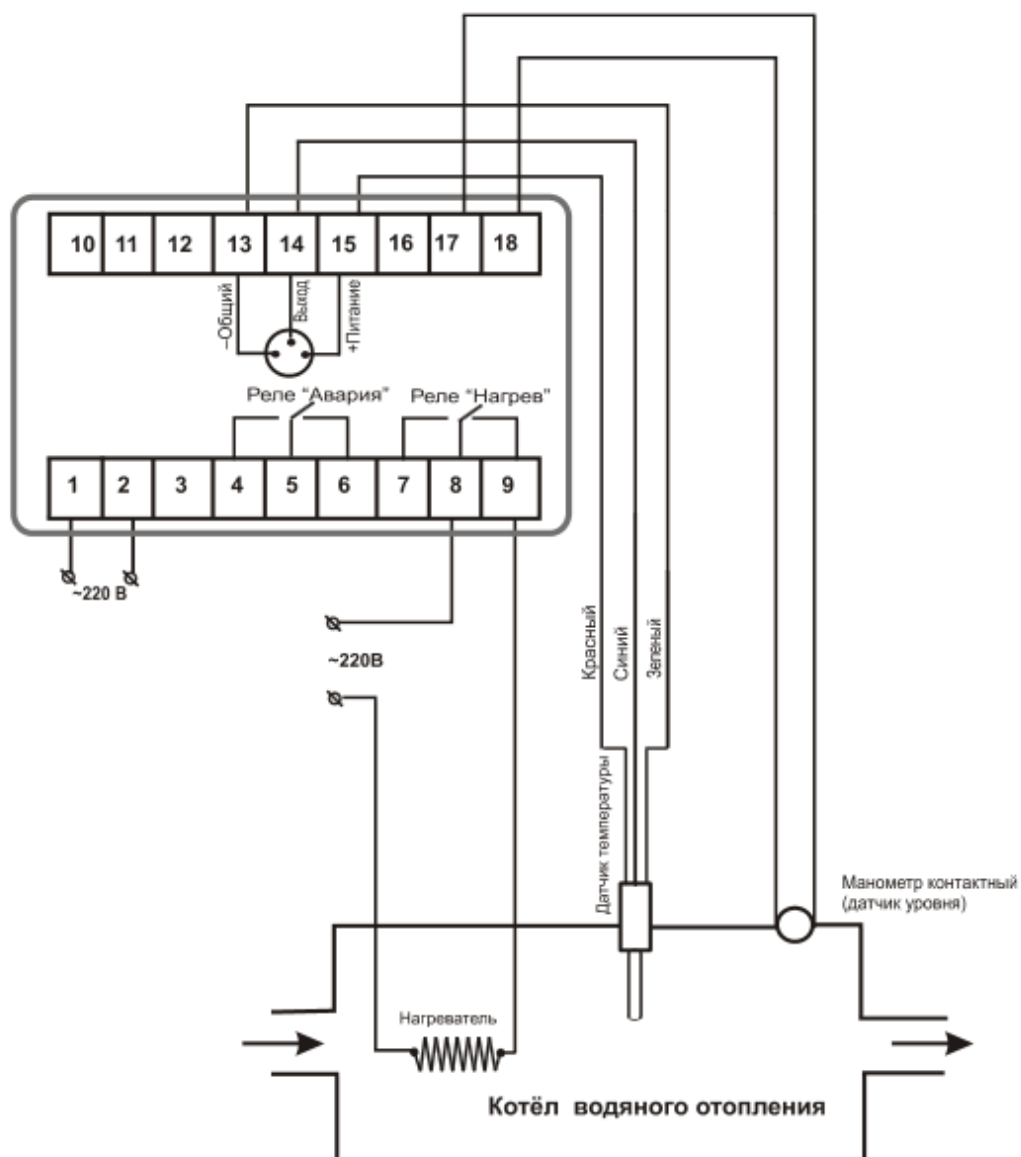 10 11 12 13 14 15 16 17 18
–Общий
Выход
+Питание
Реле “Авария” Реле “Нагрев”
1 2 3 4 5 6 7 8 9
~220 В
~220В
Красный
Синий
Зеленый
Датчик температуры
Манометр контактный
(датчик уровня)
Нагреватель
Котёл водяного отопления